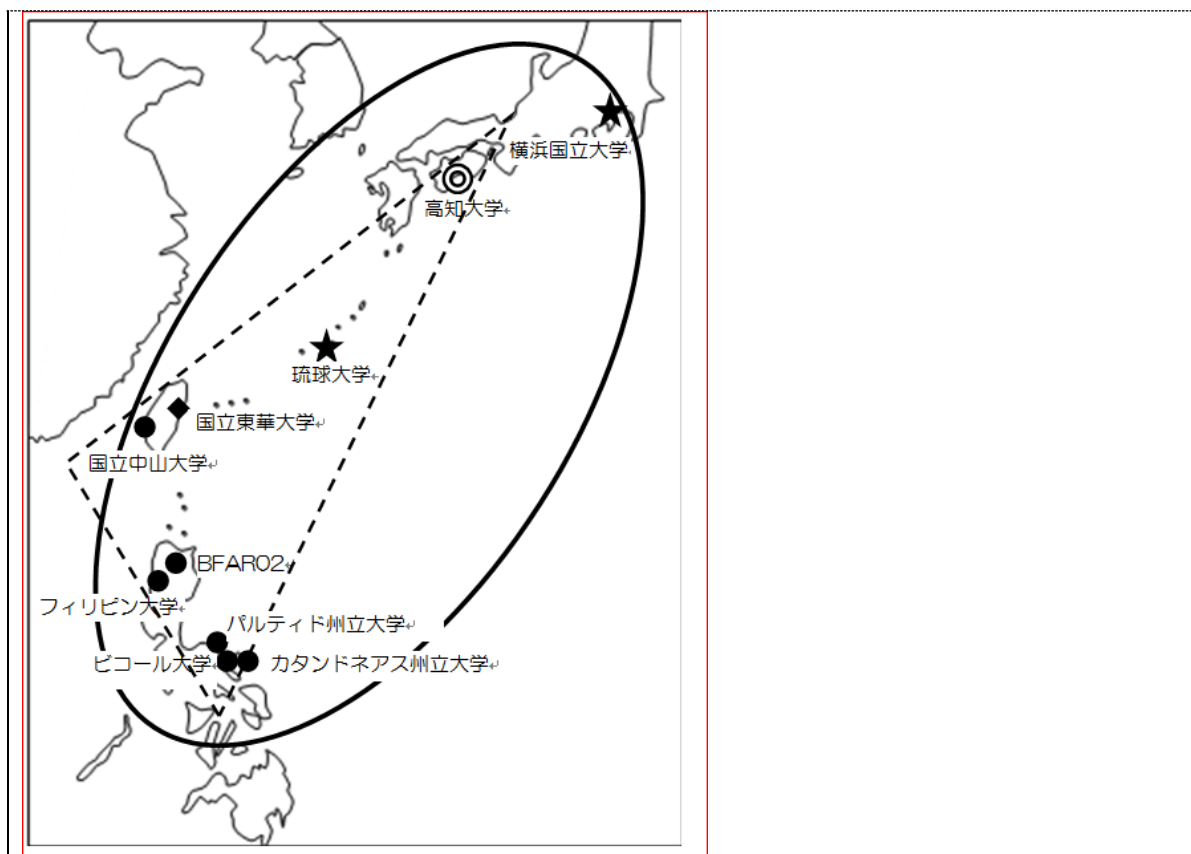 横浜国立大学
高知大学
琉球大学
国立東華大学
国立中山大学
BFARO2
フィリピン大学
パルティド州立大学
ビコール大学
カタンドネアス州立大学